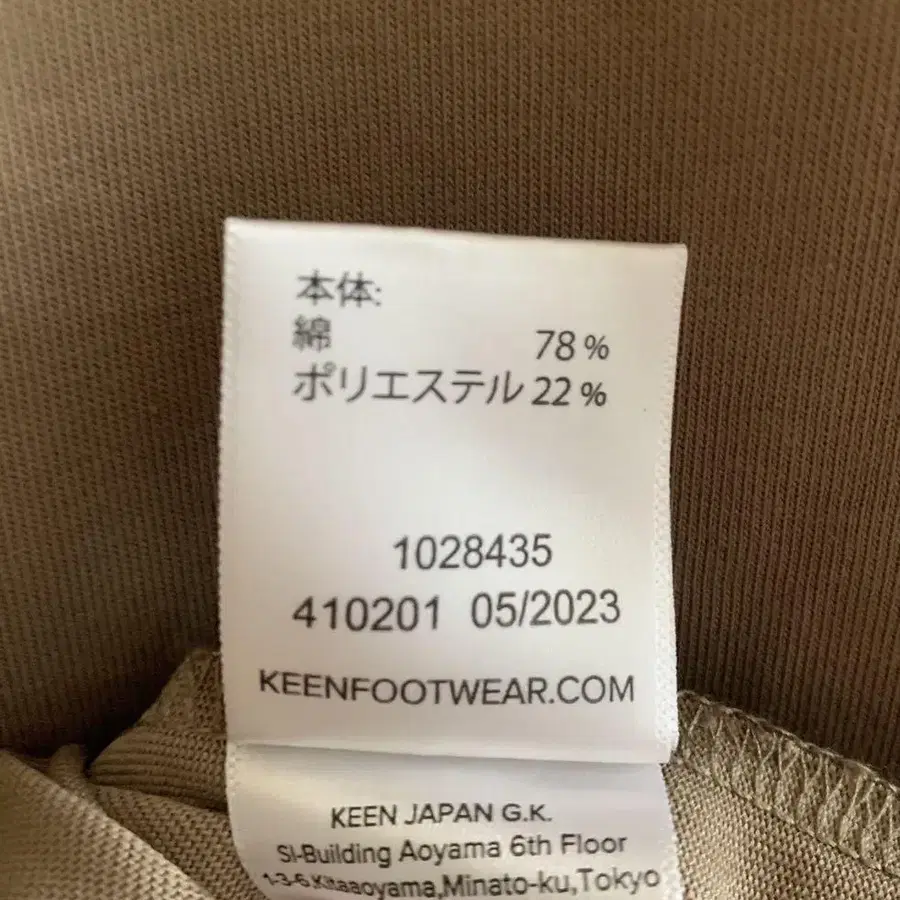 本体:
綿 78 %
ポリエステル 22 %
1028435
410201 05/2023
KEENFOOTWEAR.COM
KEEN JAPAN G.K.
SI-Building Aoyama 6th Floor
1-3-6,Kitaaoyama,Minato-ku,Tokyo